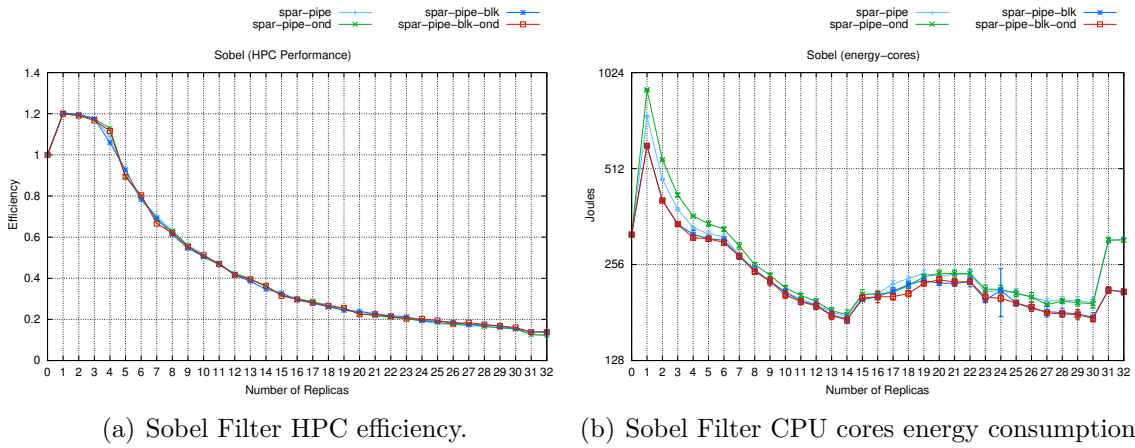 spar-pipe
spar-pipe-ond
spar-pipe-blk
spar-pipe-blk-ond
Sobel (HPC Performance)
1.4
1.2
1
0.8
0.6
0.4
0.2
0
Efficiency
0 1 2 3 4 5 6 7 8 9 10 11 12 13 14 15 16 17 18 19 20 21 22 23 24 25 26 27 28 29 30 31 32
Number of Replicas
(a) Sobel Filter HPC efficiency.
spar-pipe
spar-pipe-ond
spar-pipe-blk
spar-pipe-blk-ond
Sobel (energy-cores)
1024
512
256
128
Joules
0 1 2 3 4 5 6 7 8 9 10 11 12 13 14 15 16 17 18 19 20 21 22 23 24 25 26 27 28 29 30 31 32
Number of Replicas
(b) Sobel Filter CPU cores energy consumption